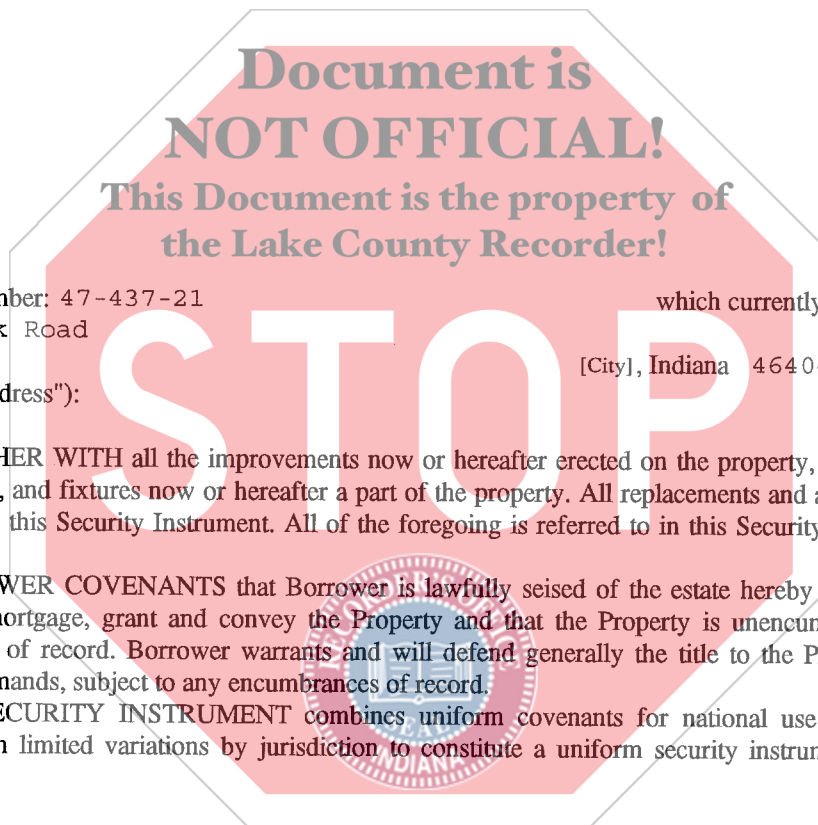 Document is
NOT OFFICIAL!
This Document is the property of
the Lake County Recorder!
nber: 47-437-21 which currently
k Road
[City], Indiana 4640
dress"):
STOP
HER WITH all the improvements now or hereafter erected on the property,
, and fixtures now or hereafter a part of the property. All replacements and a
this Security Instrument. All of the foregoing is referred to in this Security
WER COVENANTS that Borrower is lawfully seised of the estate hereby
nortgage, grant and convey the Property and that the Property is unencun
of record. Borrower warrants and will defend generally the title to the P
mands, subject to any encumbrances of record.
ECURITY INSTRUMENT combines uniform covenants for national use
n limited variations by jurisdiction to constitute a uniform security instrun
SEAL
INDIANA